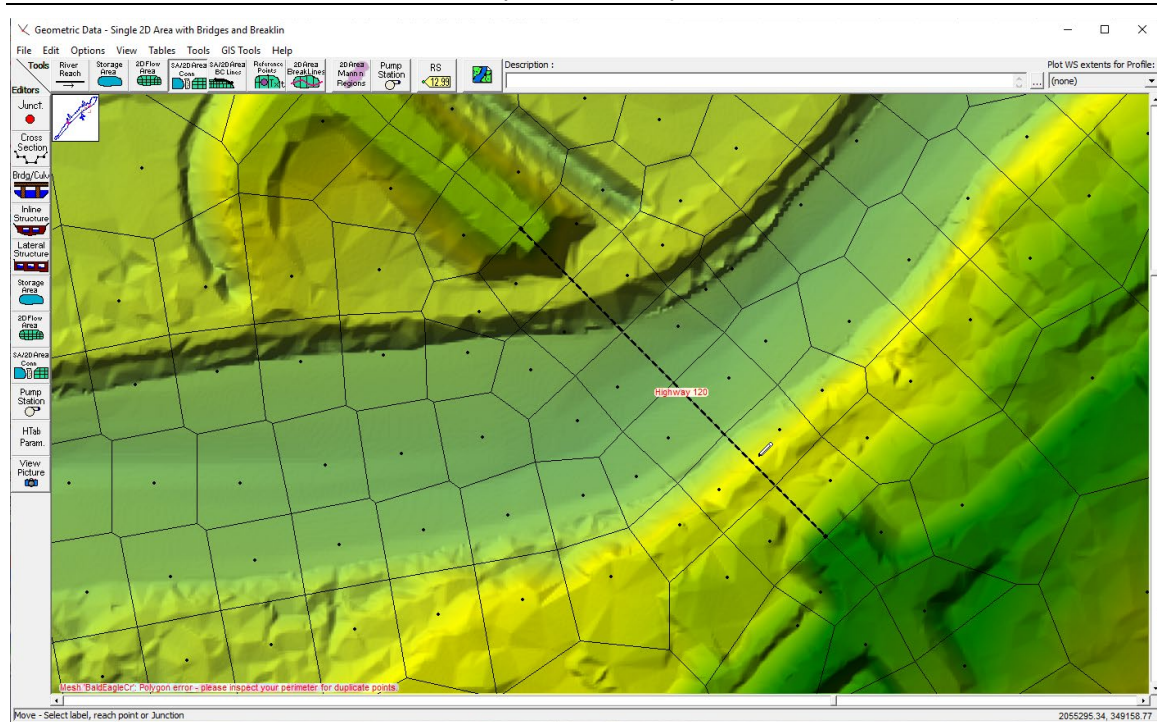 Geometric Data - Single 2D Area with Bridges and Breaklin
File Edit Options View Tables Tools GIS Tools Help
Tools
Editors
River Reach
Storage Area
2D Flow Area
SA/2D Area Conn
SA/2D Area BC Lines
Reference Points
2D Area BreakLines
2D Area Mann n Regions
Pump Station
RS
12.99
Description :
...
Plot WS extents for Profile:
(none)
Junct.
Cross Section
Brdg/Culv
Inline Structure
Lateral Structure
Storage Area
2D Flow Area
SA/2D Area Conn
Pump Station
HTab Param.
View Picture
Highway 120
Mesh 'BaldEagleCr': Polygon error - please inspect your perimeter for duplicate points.
Move - Select label, reach point or Junction
2055295.34, 349158.77